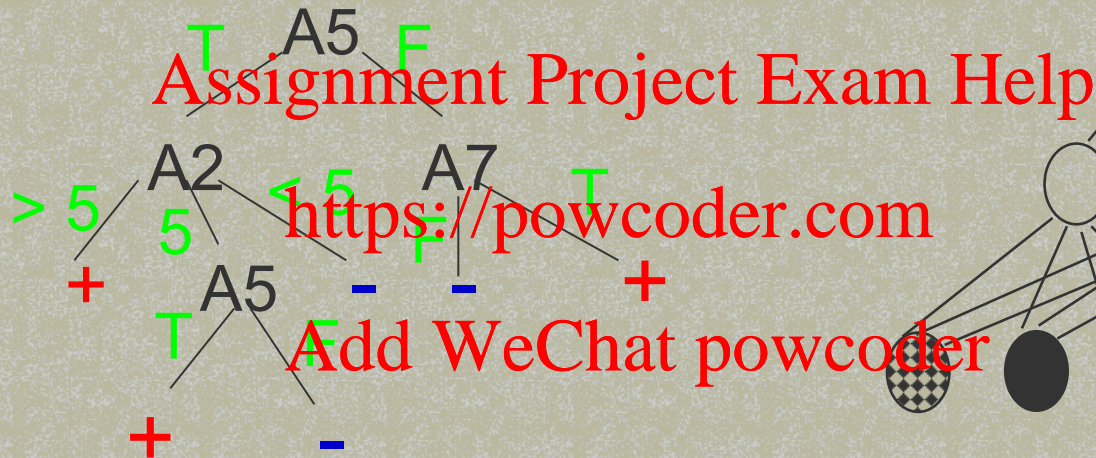 T A5 F
Assignment Project Exam Help
A2 A7
> 5 5 < 5 F T
https://powcoder.com
+ - - +
A5
T F
Add WeChat powcoder
+ -